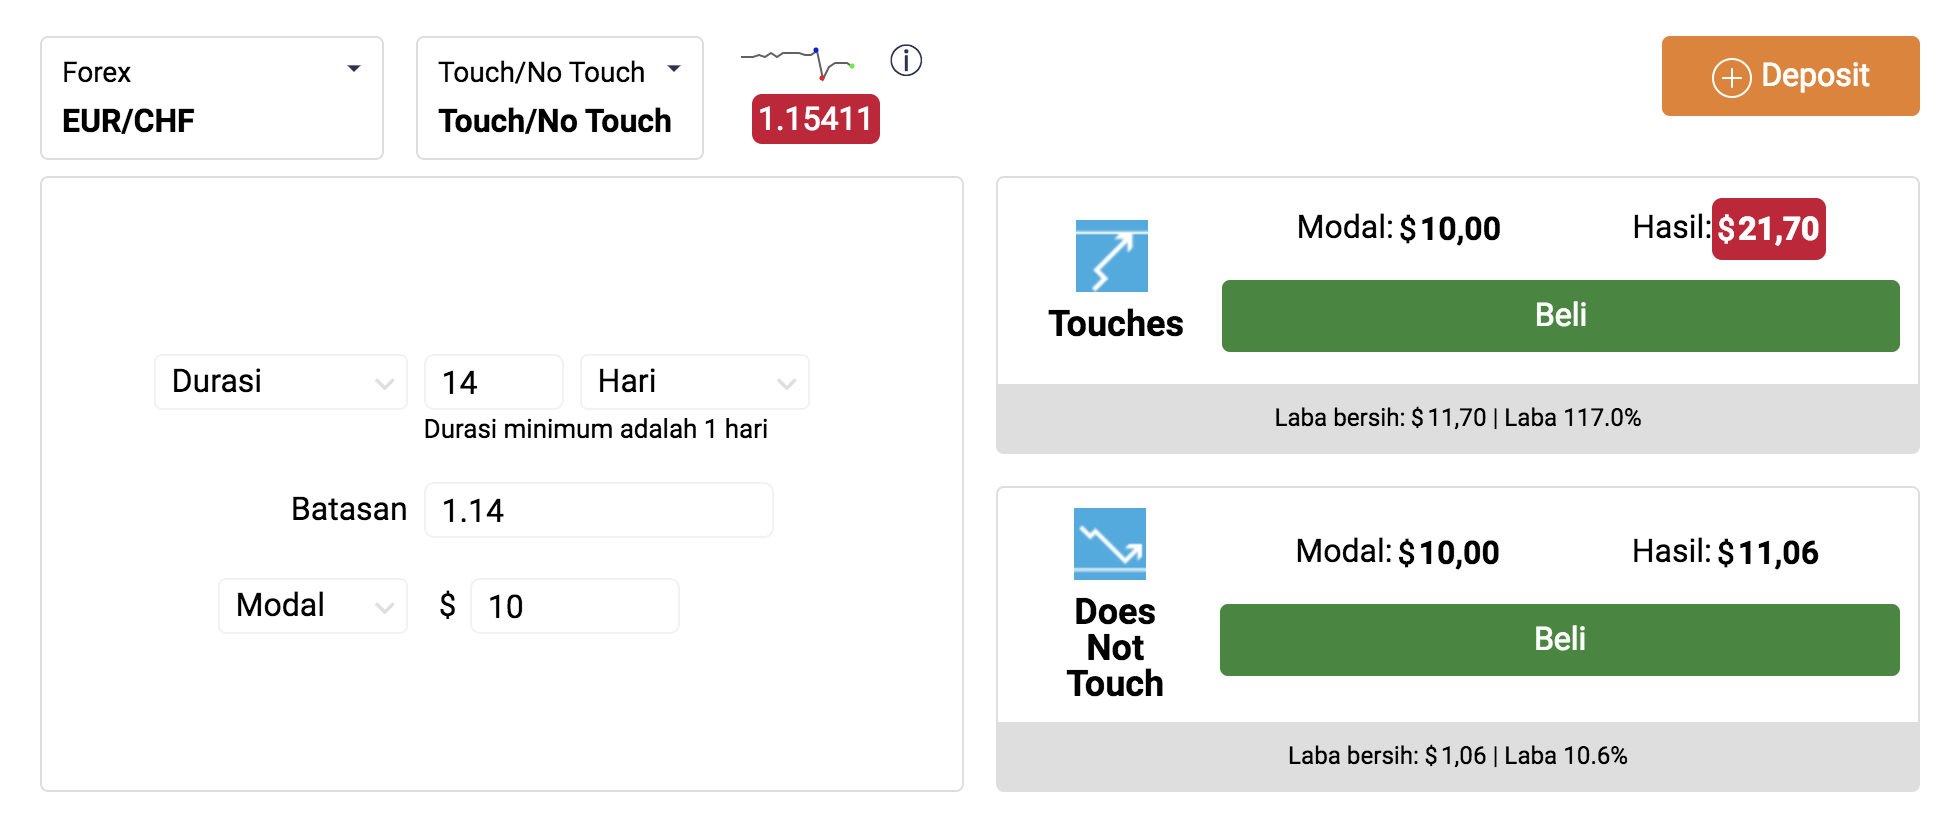 Forex
EUR/CHF
Touch/No Touch
Touch/No Touch
1.15411
Deposit
Durasi 14 Hari
Durasi minimum adalah 1 hari
Batasan 1.14
Modal $ 10
Modal: $ 10,00 Hasil: $ 21,70
Touches
Beli
Laba bersih: $ 11,70 | Laba 117.0%
Modal: $ 10,00 Hasil: $ 11,06
Does
Not
Touch
Beli
Laba bersih: $ 1,06 | Laba 10.6%